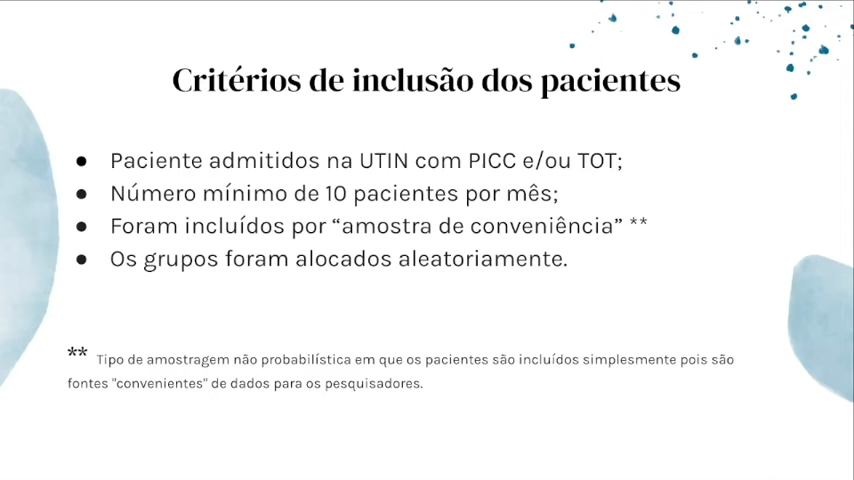 Critérios de inclusão dos pacientes
● Paciente admitidos na UTIN com PICC e/ou TOT;
● Número mínimo de 10 pacientes por mês;
● Foram incluídos por “amostra de conveniência” **
● Os grupos foram alocados aleatoriamente.
** Tipo de amostragem não probabilística em que os pacientes são incluídos simplesmente pois são
fontes "convenientes" de dados para os pesquisadores.